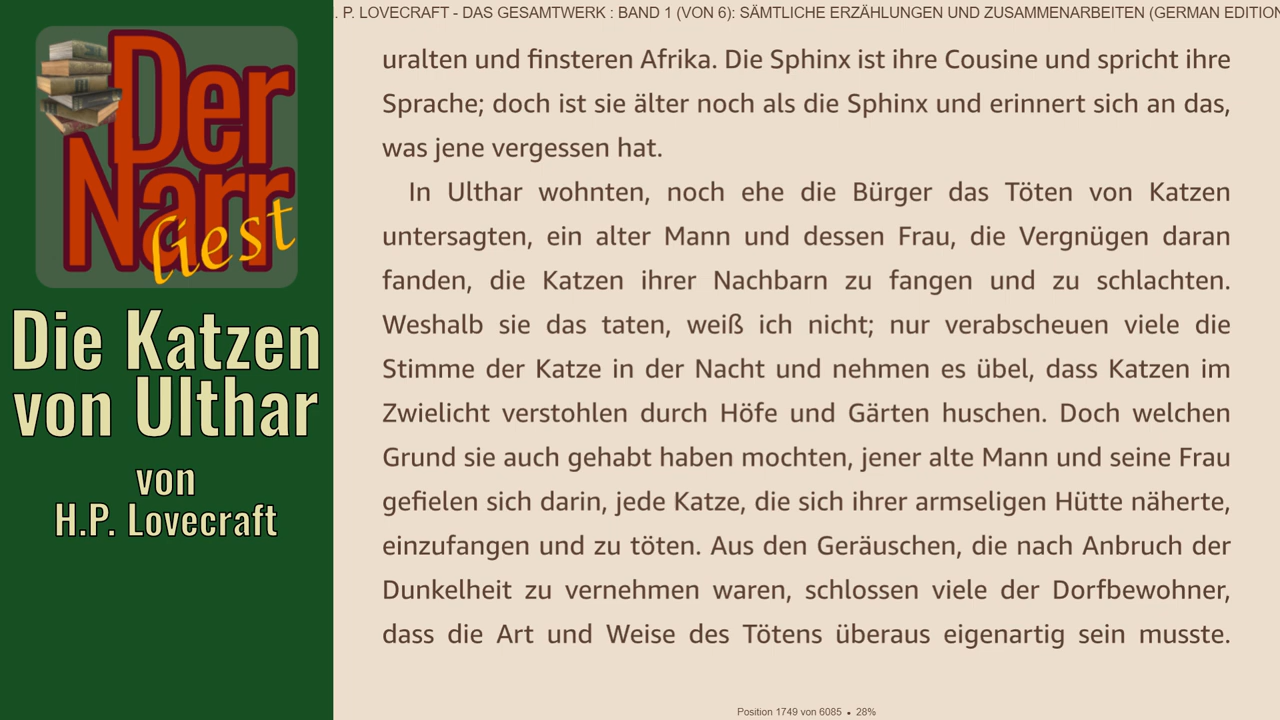 Der
Narr
liest
Die Katzen
von Ulthar
von
H.P. Lovecraft
. P. LOVECRAFT - DAS GESAMTWERK : BAND 1 (VON 6): SÄMTLICHE ERZÄHLUNGEN UND ZUSAMMENARBEITEN (GERMAN EDITION
uralten und finsteren Afrika. Die Sphinx ist ihre Cousine und spricht ihre
Sprache; doch ist sie älter noch als die Sphinx und erinnert sich an das,
was jene vergessen hat.
In Ulthar wohnten, noch ehe die Bürger das Töten von Katzen
untersagten, ein alter Mann und dessen Frau, die Vergnügen daran
fanden, die Katzen ihrer Nachbarn zu fangen und zu schlachten.
Weshalb sie das taten, weiß ich nicht; nur verabscheuen viele die
Stimme der Katze in der Nacht und nehmen es übel, dass Katzen im
Zwielicht verstohlen durch Höfe und Gärten huschen. Doch welchen
Grund sie auch gehabt haben mochten, jener alte Mann und seine Frau
gefielen sich darin, jede Katze, die sich ihrer armseligen Hütte näherte,
einzufangen und zu töten. Aus den Geräuschen, die nach Anbruch der
Dunkelheit zu vernehmen waren, schlossen viele der Dorfbewohner,
dass die Art und Weise des Tötens überaus eigenartig sein musste.
Position 1749 von 6085 • 28%